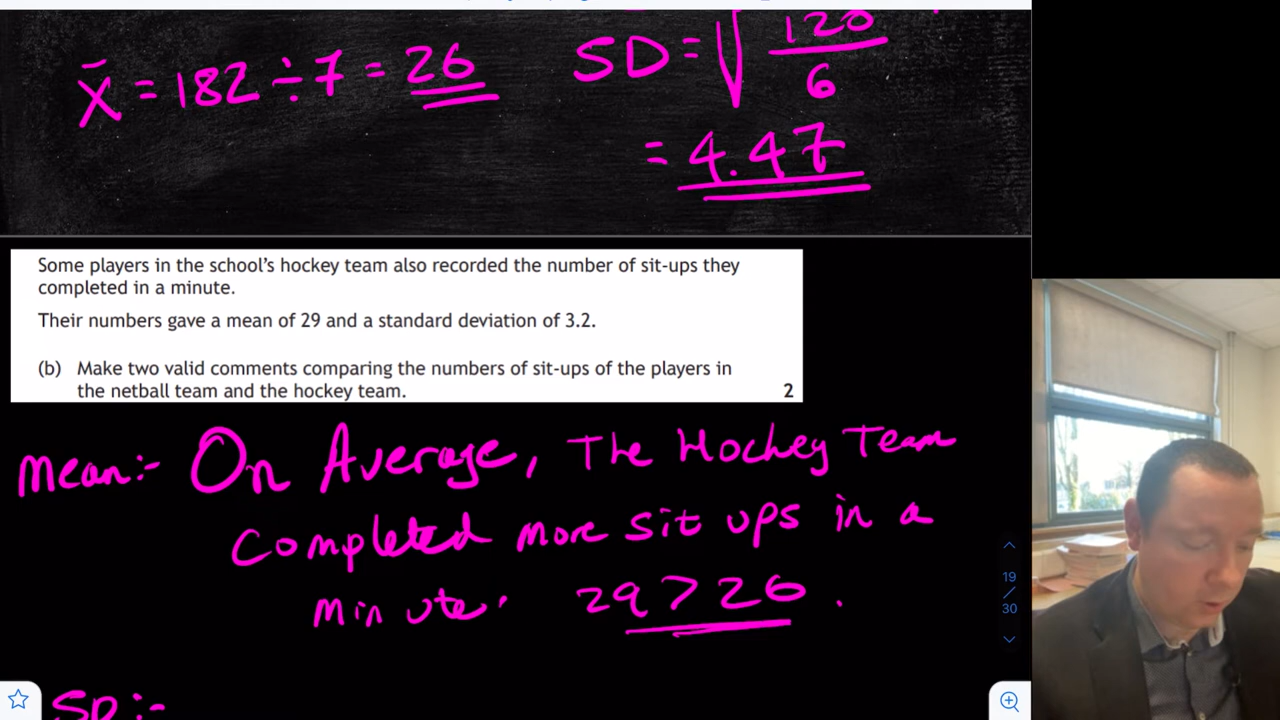 x̄ = 182 ÷ 7 = 26
SD = √120/6
= 4.47
Some players in the school's hockey team also recorded the number of sit-ups they
completed in a minute.
Their numbers gave a mean of 29 and a standard deviation of 3.2.
(b) Make two valid comments comparing the numbers of sit-ups of the players in
the netball team and the hockey team. 2
Mean:- On Average, The Hockey Team
Completed more sit ups in a
minute. 29 > 26.
SD:-
19
/
30